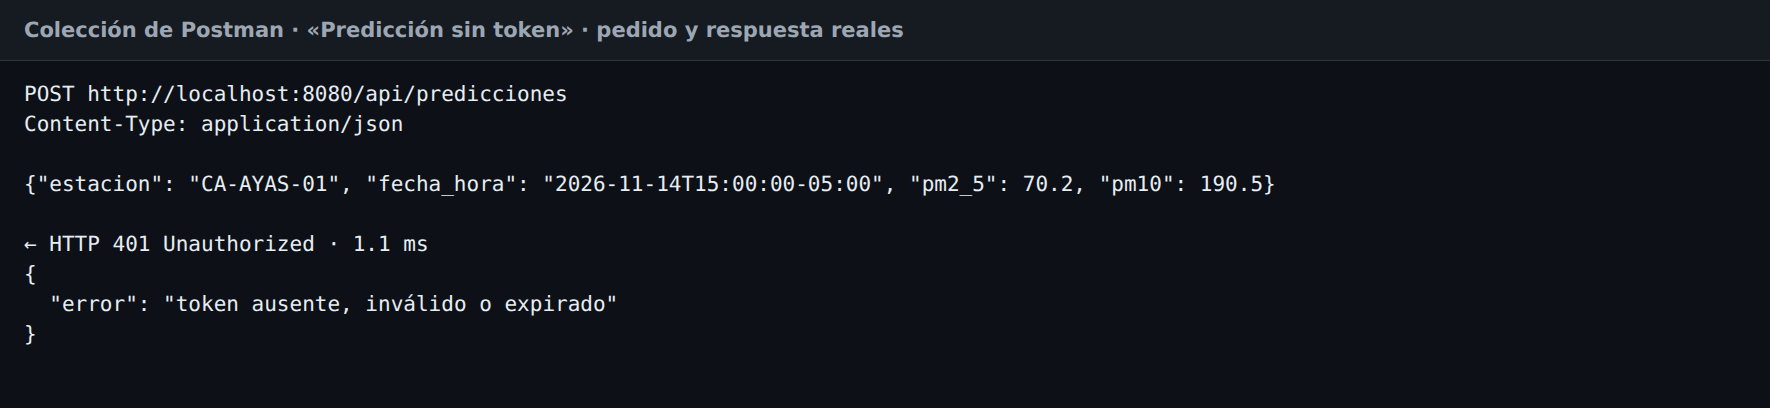 Colección de Postman · «Predicción sin token» · pedido y respuesta reales
POST http://localhost:8080/api/predicciones
Content-Type: application/json
{"estacion": "CA-AYAS-01", "fecha_hora": "2026-11-14T15:00:00-05:00", "pm2_5": 70.2, "pm10": 190.5}
← HTTP 401 Unauthorized · 1.1 ms
{
  "error": "token ausente, inválido o expirado"
}